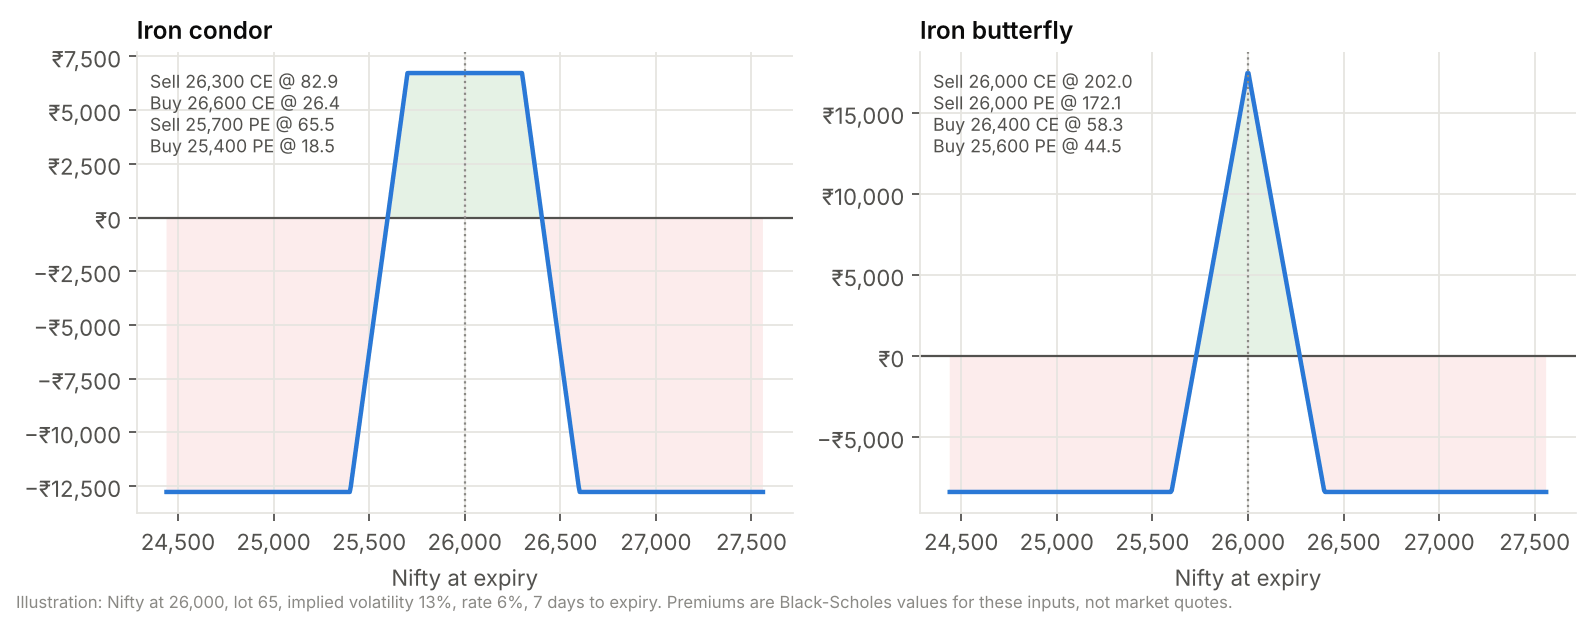 Iron condor
₹7,500
₹5,000
₹2,500
₹0
−₹2,500
−₹5,000
−₹7,500
−₹10,000
−₹12,500
Sell 26,300 CE @ 82.9
Buy 26,600 CE @ 26.4
Sell 25,700 PE @ 65.5
Buy 25,400 PE @ 18.5
24,500 25,000 25,500 26,000 26,500 27,000 27,500
Nifty at expiry
Iron butterfly
₹15,000
₹10,000
₹5,000
₹0
−₹5,000
Sell 26,000 CE @ 202.0
Sell 26,000 PE @ 172.1
Buy 26,400 CE @ 58.3
Buy 25,600 PE @ 44.5
24,500 25,000 25,500 26,000 26,500 27,000 27,500
Nifty at expiry
Illustration: Nifty at 26,000, lot 65, implied volatility 13%, rate 6%, 7 days to expiry. Premiums are Black-Scholes values for these inputs, not market quotes.